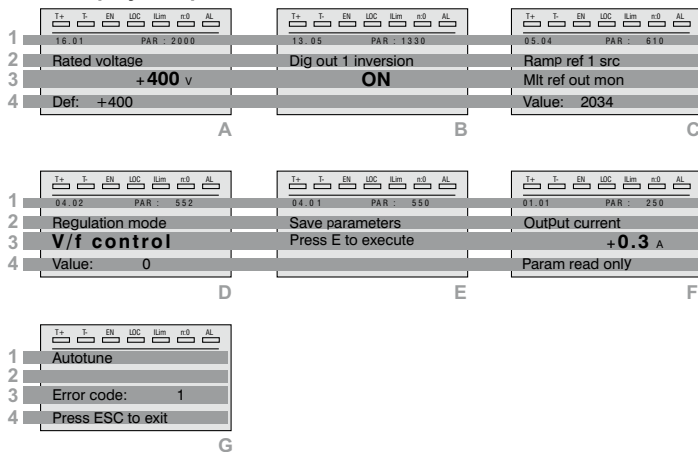 T+ T- EN LOC ILim n:0 AL
1 16.01 PAR : 2000
2 Rated voltage
3 +400 V
4 Def: +400
A
T+ T- EN LOC ILim n:0 AL
13.05 PAR : 1330
Dig out 1 inversion
ON
B
T+ T- EN LOC ILim n:0 AL
05.04 PAR : 610
Ramp ref 1 src
Mlt ref out mon
Value: 2034
C
T+ T- EN LOC ILim n:0 AL
1 04.02 PAR : 552
2 Regulation mode
3 V/f control
4 Value: 0
D
T+ T- EN LOC ILim n:0 AL
04.01 PAR : 550
Save parameters
Press E to execute
E
T+ T- EN LOC ILim n:0 AL
01.01 PAR : 250
Output current
+0.3 A
Param read only
F
T+ T- EN LOC ILim n:0 AL
1 Autotune
2
3 Error code: 1
4 Press ESC to exit
G